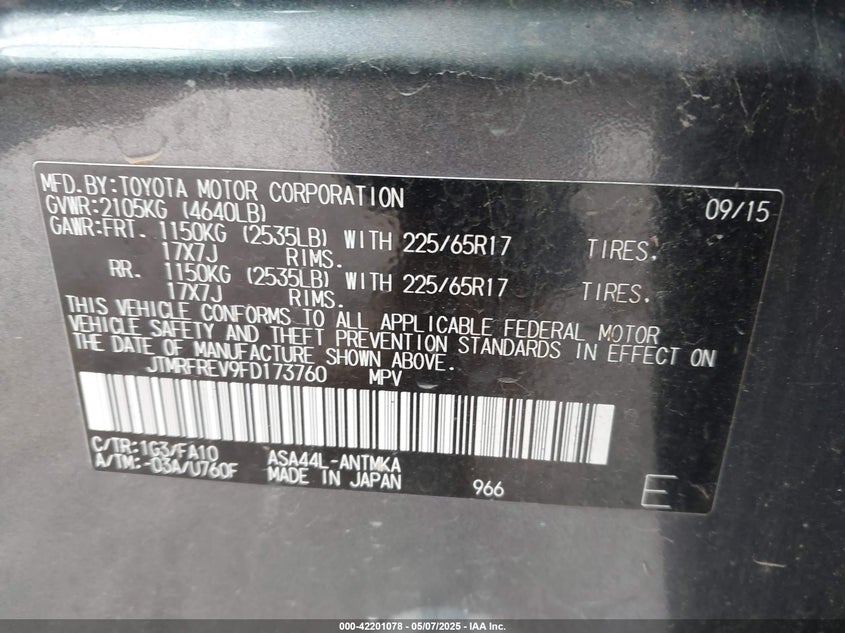 MFD.BY:TOYOTA MOTOR CORPORATION 09/15
GVWR:2105KG (4640LB)
GAWR:FRT. 1150KG (2535LB) WITH 225/65R17 TIRES.
17X7J RIMS.
RR. 1150KG (2535LB) WITH 225/65R17 TIRES.
17X7J RIMS.
THIS VEHICLE CONFORMS TO ALL APPLICABLE FEDERAL MOTOR
VEHICLE SAFETY AND THEFT PREVENTION STANDARDS IN EFFECT ON
THE DATE OF MANUFACTURE SHOWN ABOVE.
JTMRFREV9FD173760 MPV
C/TR:1G3/FA10 ASA44L-ANTMKA
A/TM:-03A/U760F MADE IN JAPAN 966 E
000-42201078 - 05/07/2025 - IAA Inc.